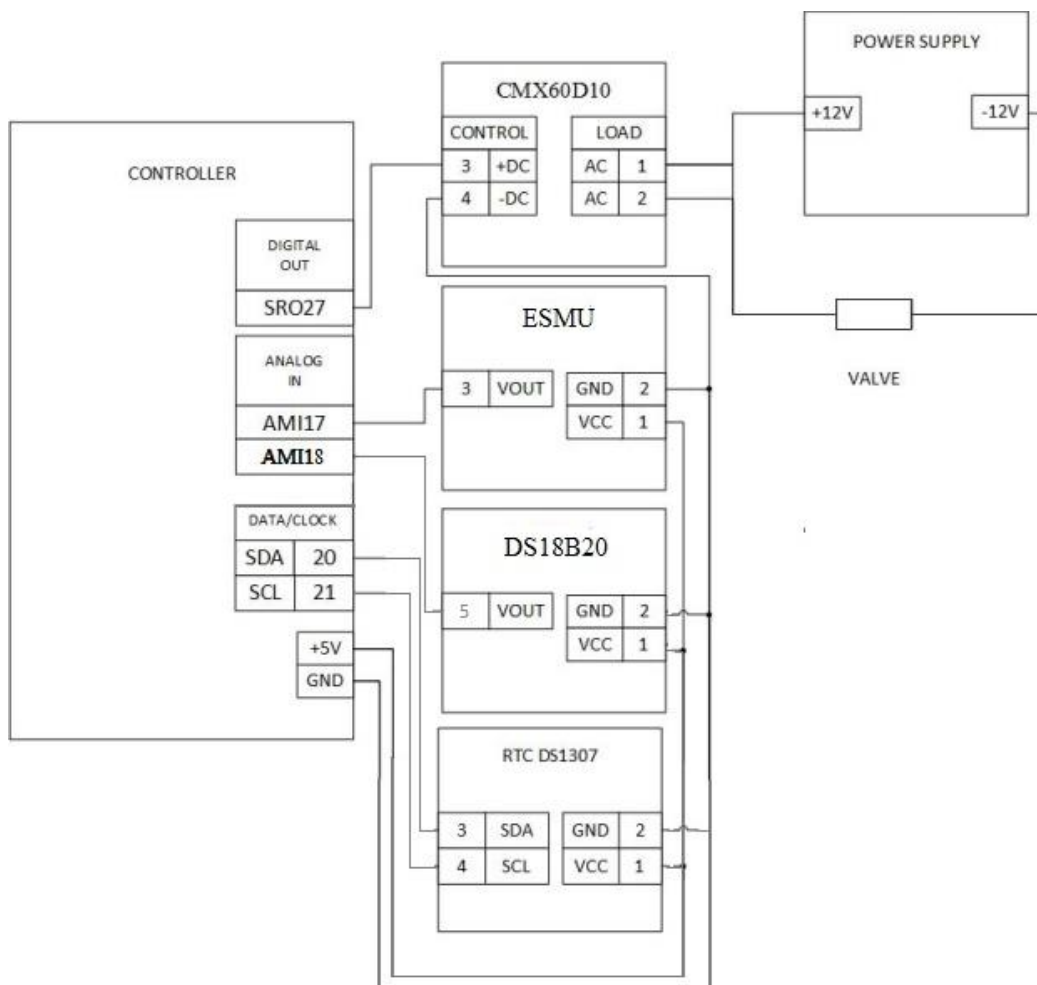 POWER SUPPLY
+12V -12V
CMX60D10
CONTROL LOAD
3 +DC AC 1
4 -DC AC 2
CONTROLLER
DIGITAL
OUT
SRO27
ANALOG
IN
AMI17
AMI18
DATA/CLOCK
SDA 20
SCL 21
+5V
GND
ESMU
3 VOUT GND 2
VCC 1
VALVE
DS18B20
5 VOUT GND 2
VCC 1
RTC DS1307
3 SDA GND 2
4 SCL VCC 1